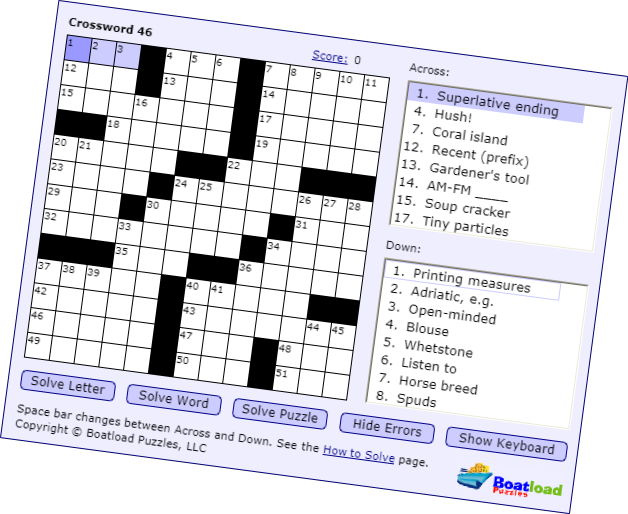 Crossword 46
Score: 0
1 2 3 4 5 6 7 8 9 10 11
12 13 14
15 16 17
18 19
20 21 22
23 24 25 26 27 28
29 30 31
32 33 34
35 36
37 38 39 40 41
42 43 44 45
46 47 48
49 50 51
Across:
1. Superlative ending
4. Hush!
7. Coral island
12. Recent (prefix)
13. Gardener's tool
14. AM-FM ____
15. Soup cracker
17. Tiny particles
Down:
1. Printing measures
2. Adriatic, e.g.
3. Open-minded
4. Blouse
5. Whetstone
6. Listen to
7. Horse breed
8. Spuds
Solve Letter Solve Word Solve Puzzle Hide Errors Show Keyboard
Space bar changes between Across and Down. See the How to Solve page.
Copyright © Boatload Puzzles, LLC
Boatload
Puzzles